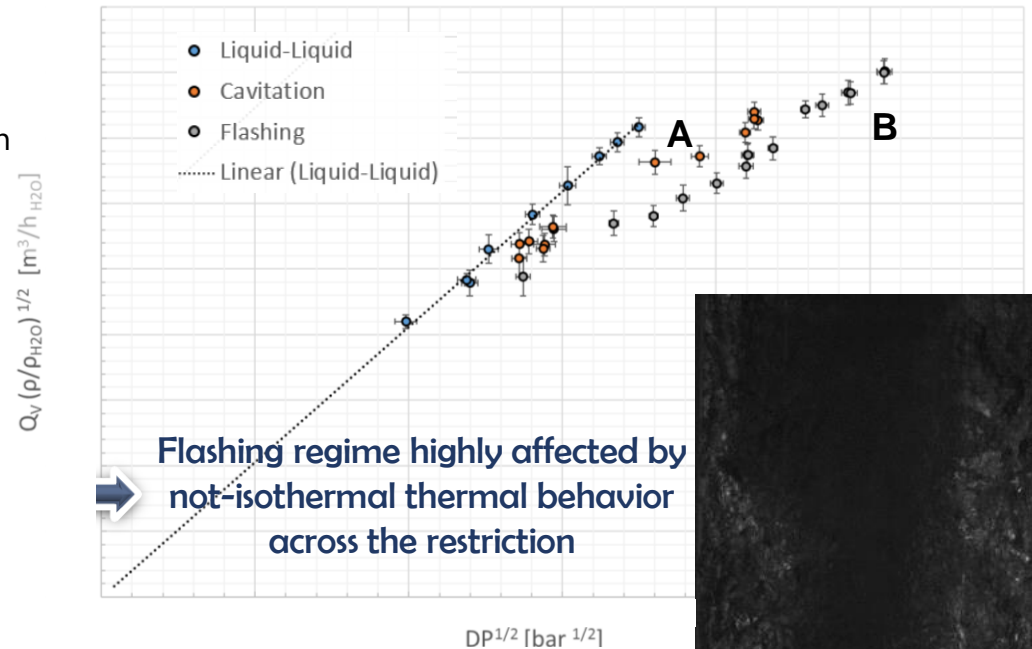 Liquid-Liquid
Cavitation
Flashing
Linear (Liquid-Liquid)
A
B
n
Qv (ρ/ρH2O) 1/2 [m3/h H2O]
Flashing regime highly affected by
not-isothermal thermal behavior
across the restriction
DP1/2 [bar 1/2]